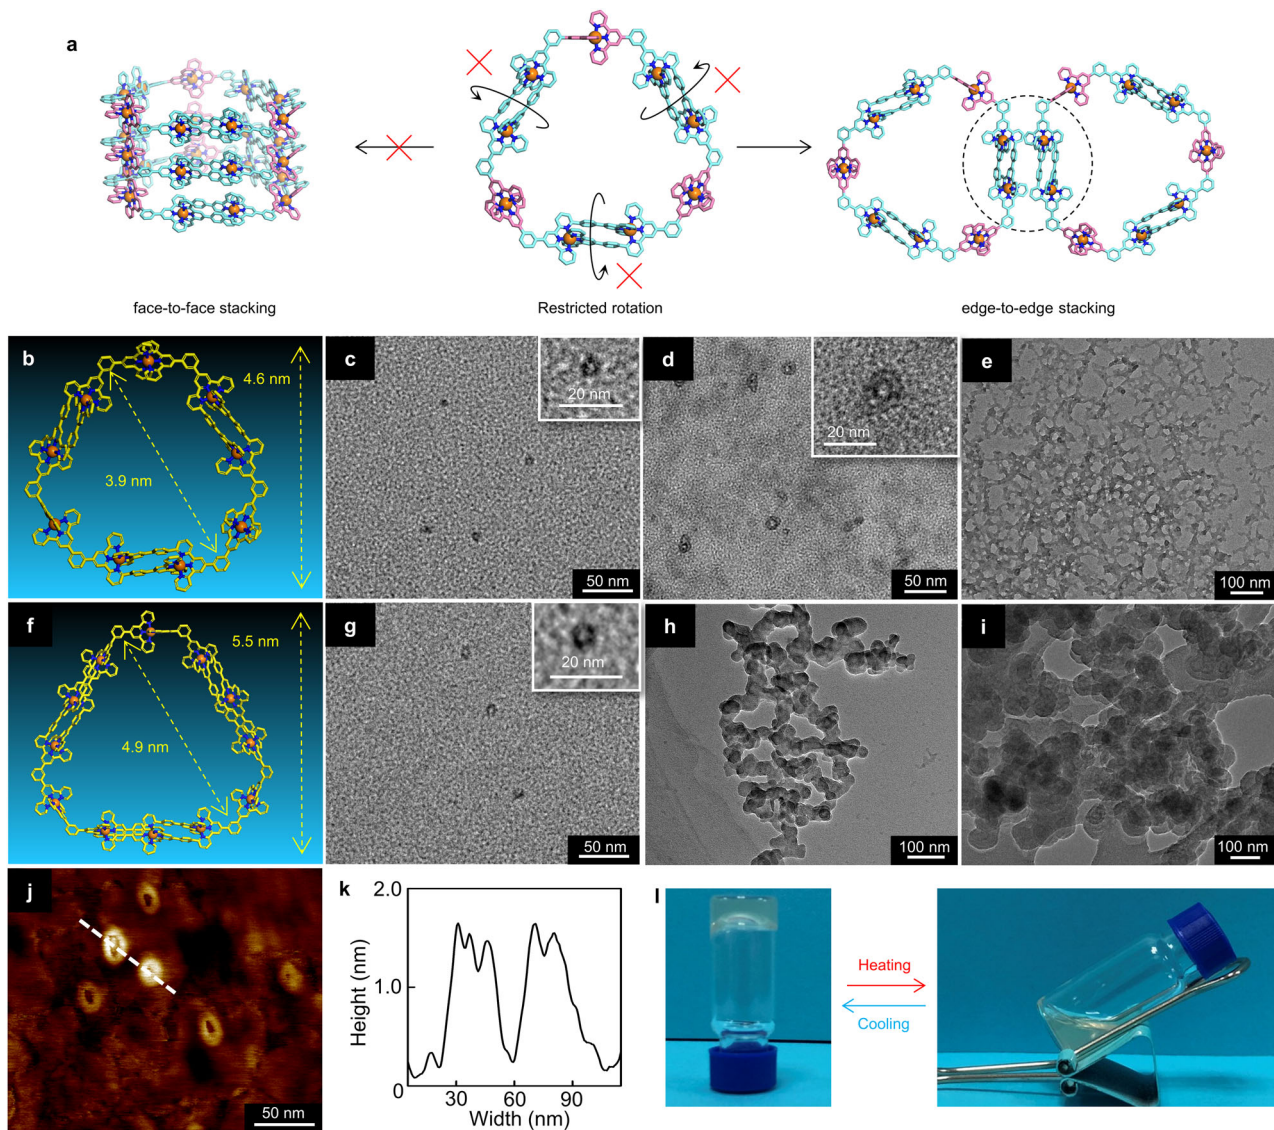 a
face-to-face stacking
Restricted rotation
edge-to-edge stacking
b
4.6 nm
3.9 nm
c
20 nm
50 nm
d
20 nm
50 nm
e
100 nm
f
5.5 nm
4.9 nm
g
20 nm
50 nm
h
100 nm
i
100 nm
j
50 nm
k
2.0
1.0
0
Height (nm)
30
60
90
Width (nm)
l
Heating
Cooling